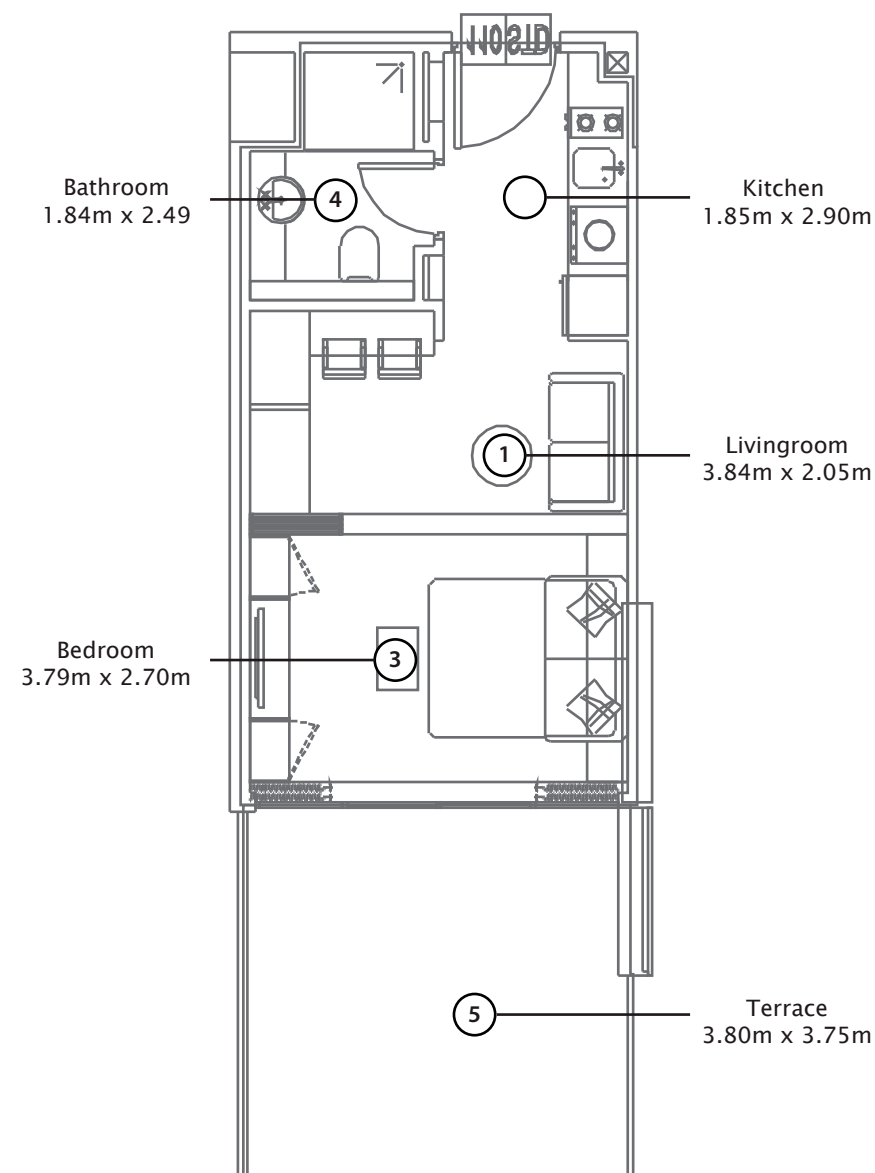 Bathroom
1.84m x 2.49
4
Kitchen
1.85m x 2.90m
1
Livingroom
3.84m x 2.05m
Bedroom
3.79m x 2.70m
3
5
Terrace
3.80m x 3.75m